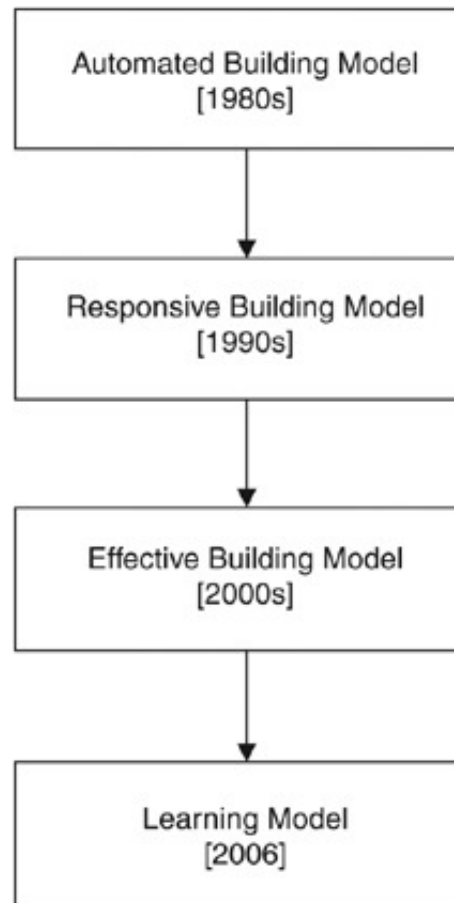 Automated Building Model
[1980s]
Responsive Building Model
[1990s]
Effective Building Model
[2000s]
Learning Model
[2006]